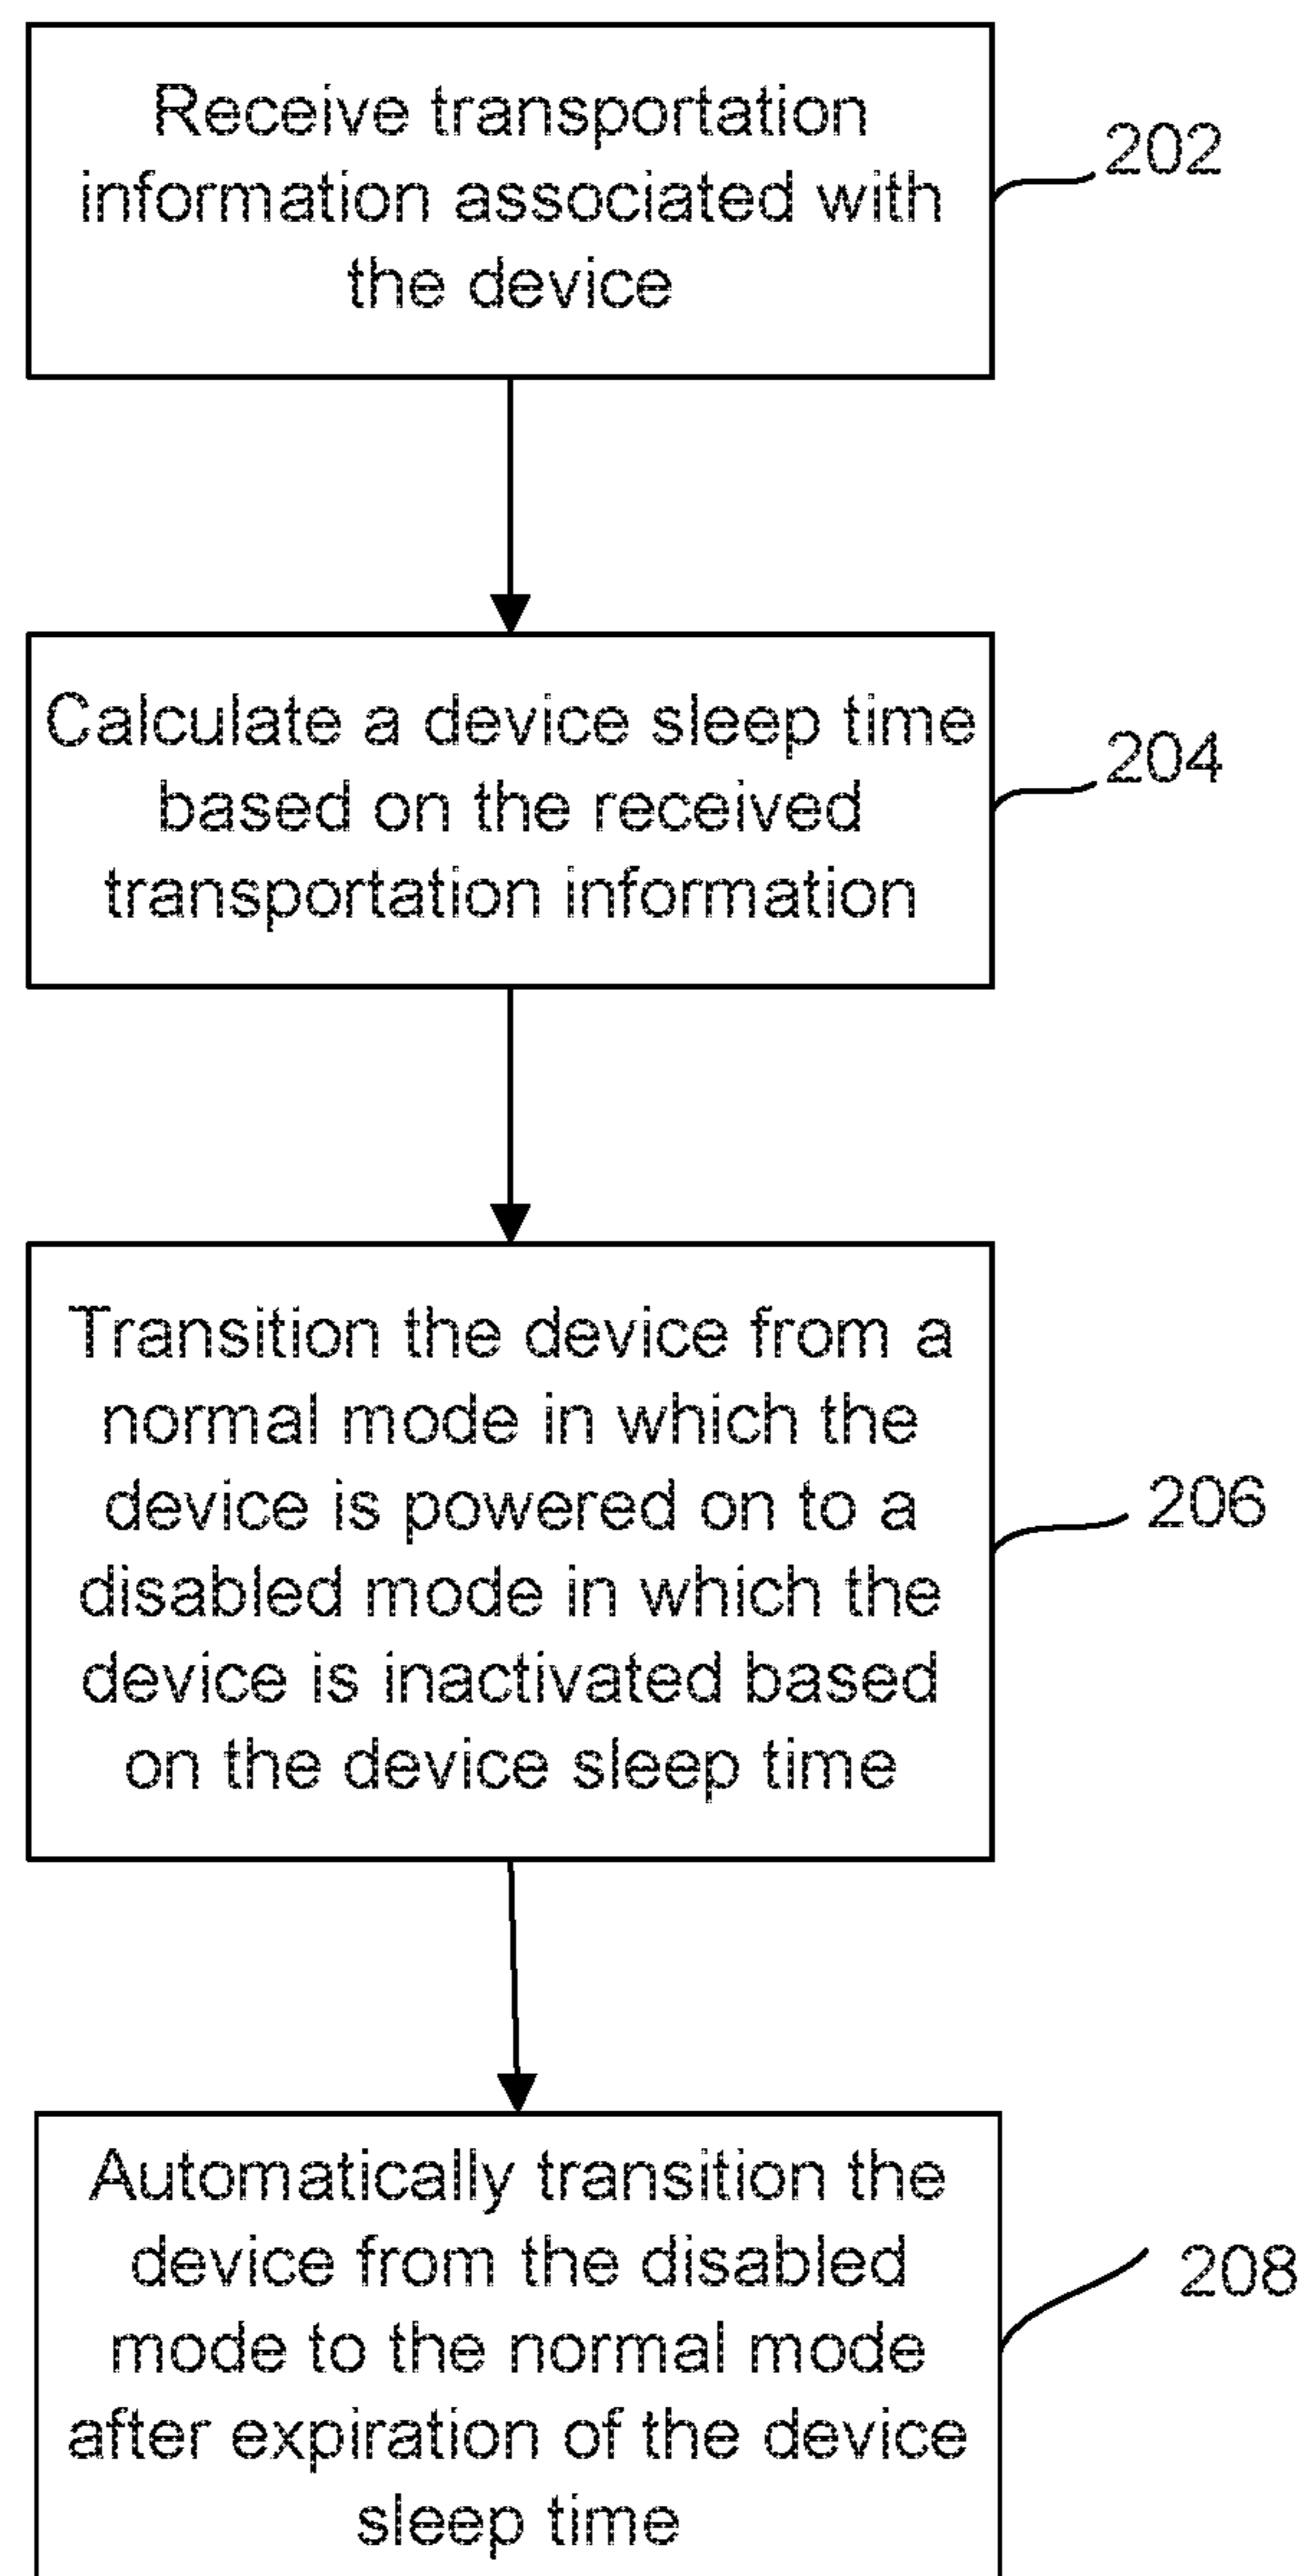 Receive transportation
information associated with
the device
202
Calculate a device sleep time
based on the received
transportation information
204
Transition the device from a
normal mode in which the
device is powered on to a
disabled mode in which the
device is inactivated based
on the device sleep time
206
Automatically transition the
device from the disabled
mode to the normal mode
after expiration of the device
sleep time
208